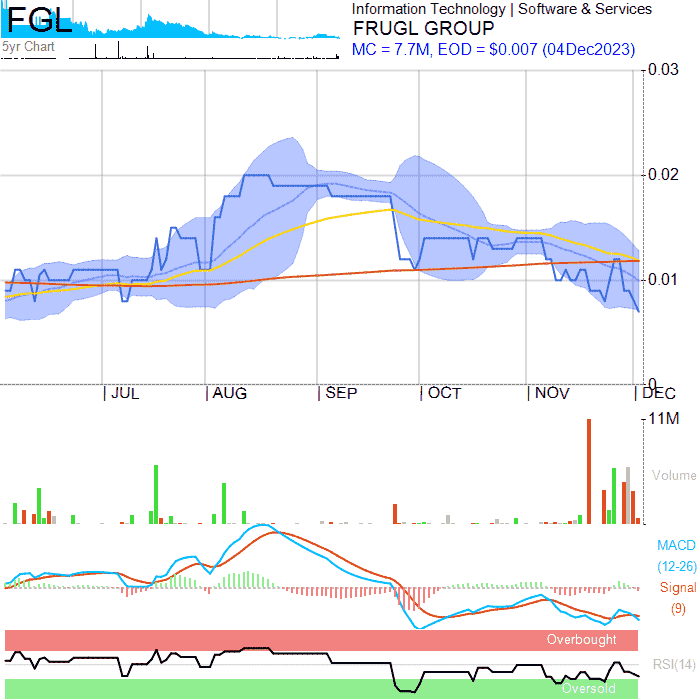 FGL
5yr Chart
Information Technology | Software & Services
FRUGL GROUP
MC = 7.7M, EOD = $0.007 (04Dec2023)
0.03
0.02
0.01
0
JUL AUG SEP OCT NOV DEC
11M
Volume
MACD
(12-26)
Signal
(9)
Overbought
RSI(14)
Oversold